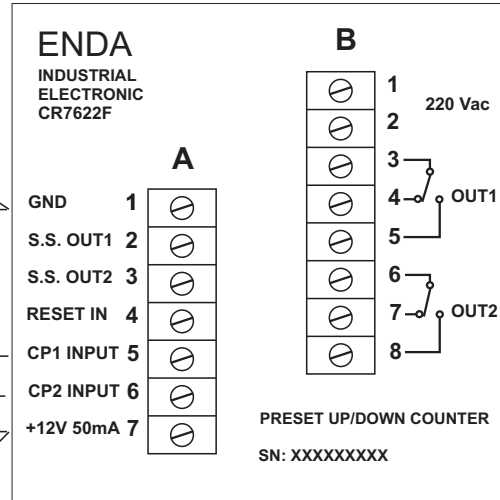 ENDA
INDUSTRIAL
ELECTRONIC
CR7622F
A
GND 1
S.S. OUT1 2
S.S. OUT2 3
RESET IN 4
CP1 INPUT 5
CP2 INPUT 6
+12V 50mA 7
B
1
220 Vac
2
3
4 OUT1
5
6
7 OUT2
8
PRESET UP/DOWN COUNTER
SN: XXXXXXXXX